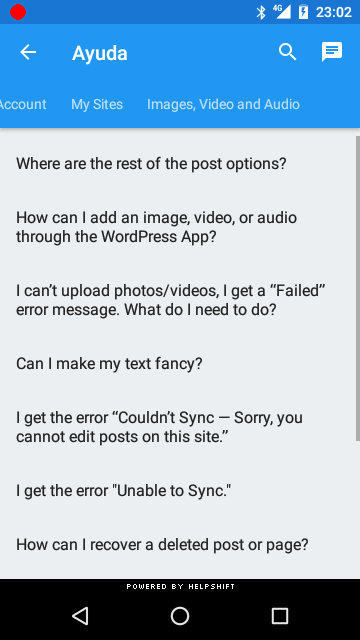 4G 23:02
Ayuda
Account My Sites Images, Video and Audio
Where are the rest of the post options?
How can I add an image, video, or audio
through the WordPress App?
I can’t upload photos/videos, I get a “Failed”
error message. What do I need to do?
Can I make my text fancy?
I get the error “Couldn’t Sync — Sorry, you
cannot edit posts on this site.”
I get the error "Unable to Sync."
How can I recover a deleted post or page?
POWERED BY HELPSHIFT